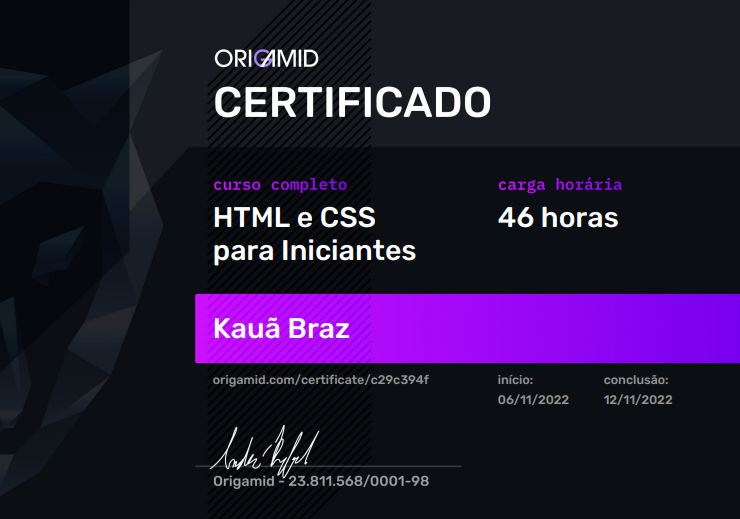 ORIGAMID
CERTIFICADO
curso completo
HTML e CSS
para Iniciantes
carga horária
46 horas
Kauã Braz
origamid.com/certificate/c29c394f
início:
06/11/2022
conclusão:
12/11/2022
Origamid - 23.811.568/0001-98